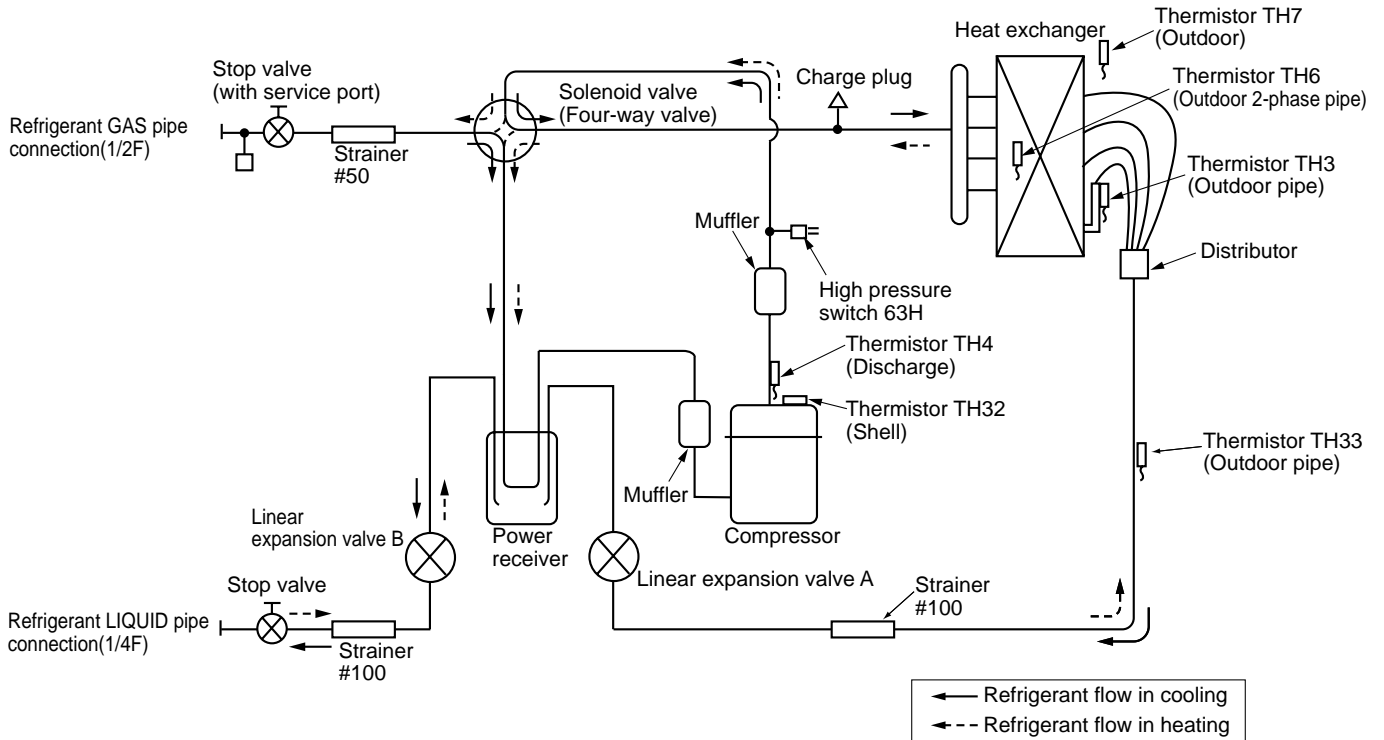 Heat exchanger
Thermistor TH7
(Outdoor)
Stop valve
(with service port)
Charge plug
Thermistor TH6
(Outdoor 2-phase pipe)
Solenoid valve
(Four-way valve)
Refrigerant GAS pipe
connection(1/2F)
Strainer
#50
Thermistor TH3
(Outdoor pipe)
Muffler
Distributor
High pressure
switch 63H
Thermistor TH4
(Discharge)
Thermistor TH32
(Shell)
Thermistor TH33
(Outdoor pipe)
Muffler
Linear
expansion valve B
Power
receiver
Compressor
Linear expansion valve A
Stop valve
Strainer
#100
Refrigerant LIQUID pipe
connection(1/4F)
Strainer
#100
Refrigerant flow in cooling
Refrigerant flow in heating